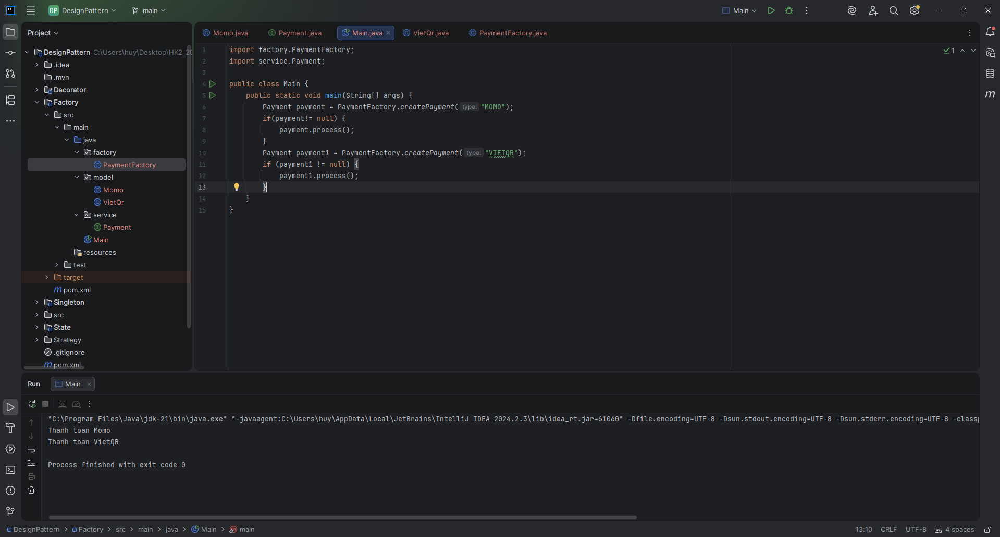 DP DesignPattern
main
Main
Project
DesignPattern C:\Users\huy\Desktop\HK2_20
.idea
.mvn
Decorator
Factory
src
main
java
factory
PaymentFactory
model
Momo
VietQr
service
Payment
Main
resources
test
target
pom.xml
Singleton
src
State
Strategy
.gitignore
pom.xml
Momo.java
Payment.java
Main.java
VietQr.java
PaymentFactory.java
1 import factory.PaymentFactory;
2 import service.Payment;
3
4 public class Main {
5 public static void main(String[] args) {
6 Payment payment = PaymentFactory.createPayment( type: "MOMO");
7 if(payment!= null) {
8 payment.process();
9 }
10 Payment payment1 = PaymentFactory.createPayment( type: "VIETQR");
11 if (payment1 != null) {
12 payment1.process();
13 }
14 }
15 }
1
Run
Main
"C:\Program Files\Java\jdk-21\bin\java.exe" "-javaagent:C:\Users\huy\AppData\Local\JetBrains\IntelliJ IDEA 2024.2.3\lib\idea_rt.jar=61060" -Dfile.encoding=UTF-8 -Dsun.stdout.encoding=UTF-8 -Dsun.stderr.encoding=UTF-8 -classp
Thanh toan Momo
Thanh toan VietQR
Process finished with exit code 0
DesignPattern > Factory > src > main > java > Main > main
13:10 CRLF UTF-8 4 spaces